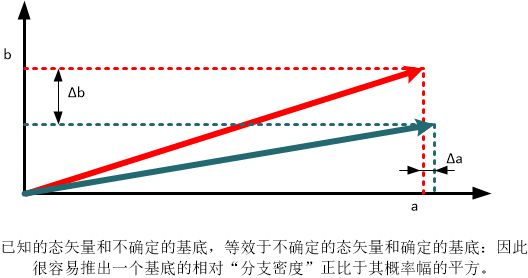 b
Δb
Δa
a
已知的态矢量和不确定的基底，等效于不确定的态矢量和确定的基底：因此
很容易推出一个基底的相对“分支密度”正比于其概率幅的平方。